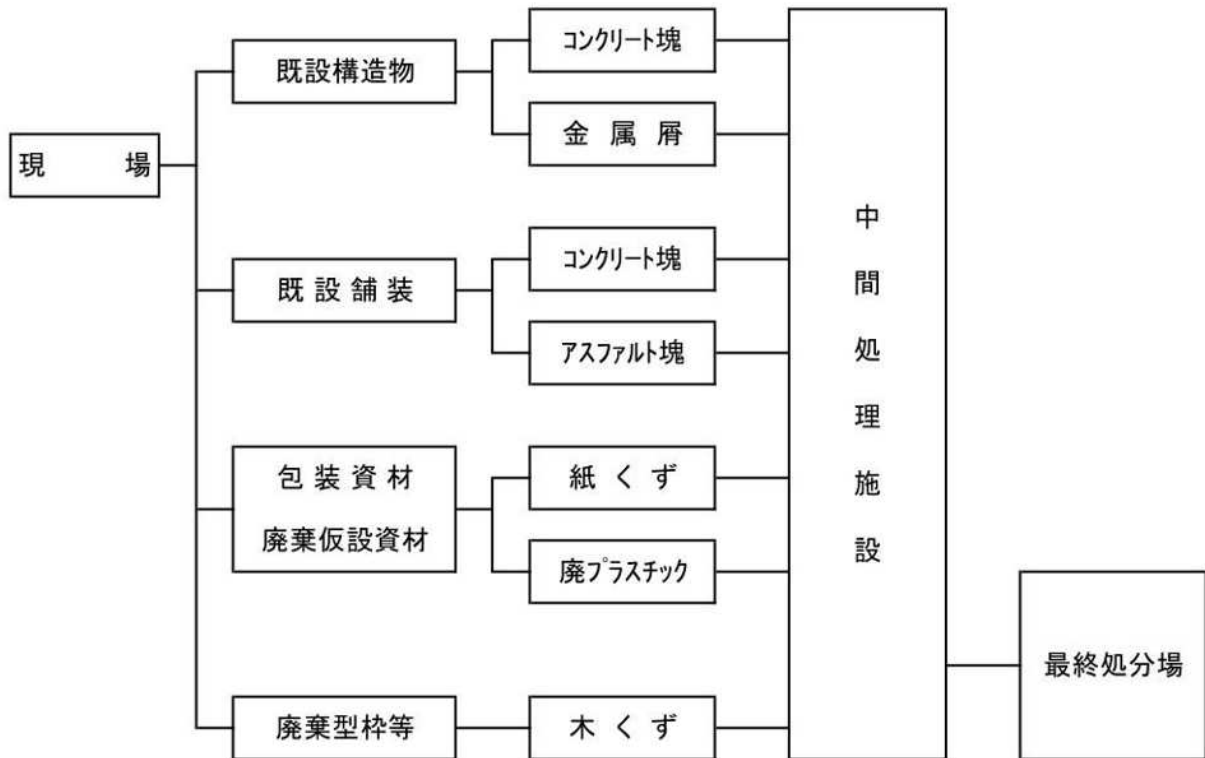 現場
既設構造物
コンクリート塊
金属屑
既設舗装
コンクリート塊
アスファルト塊
包装資材
廃棄仮設資材
紙くず
廃プラスチック
廃棄型枠等
木くず
中間処理施設
最終処分場